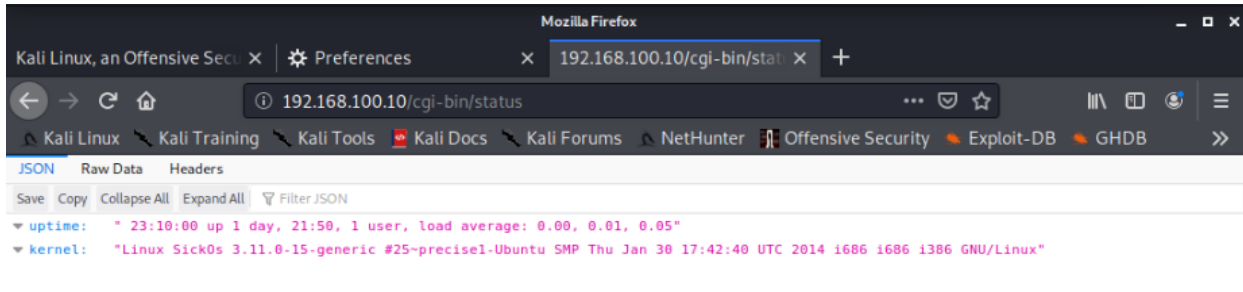 Mozilla Firefox
Kali Linux, an Offensive Secu
Preferences
192.168.100.10/cgi-bin/stat
192.168.100.10/cgi-bin/status
Kali Linux Kali Training Kali Tools Kali Docs Kali Forums NetHunter Offensive Security Exploit-DB GHDB
JSON Raw Data Headers
Save Copy Collapse All Expand All Filter JSON
uptime: " 23:10:00 up 1 day, 21:50, 1 user, load average: 0.00, 0.01, 0.05"
kernel: "Linux SickOs 3.11.0-15-generic #25~precise1-Ubuntu SMP Thu Jan 30 17:42:40 UTC 2014 i686 i686 i386 GNU/Linux"